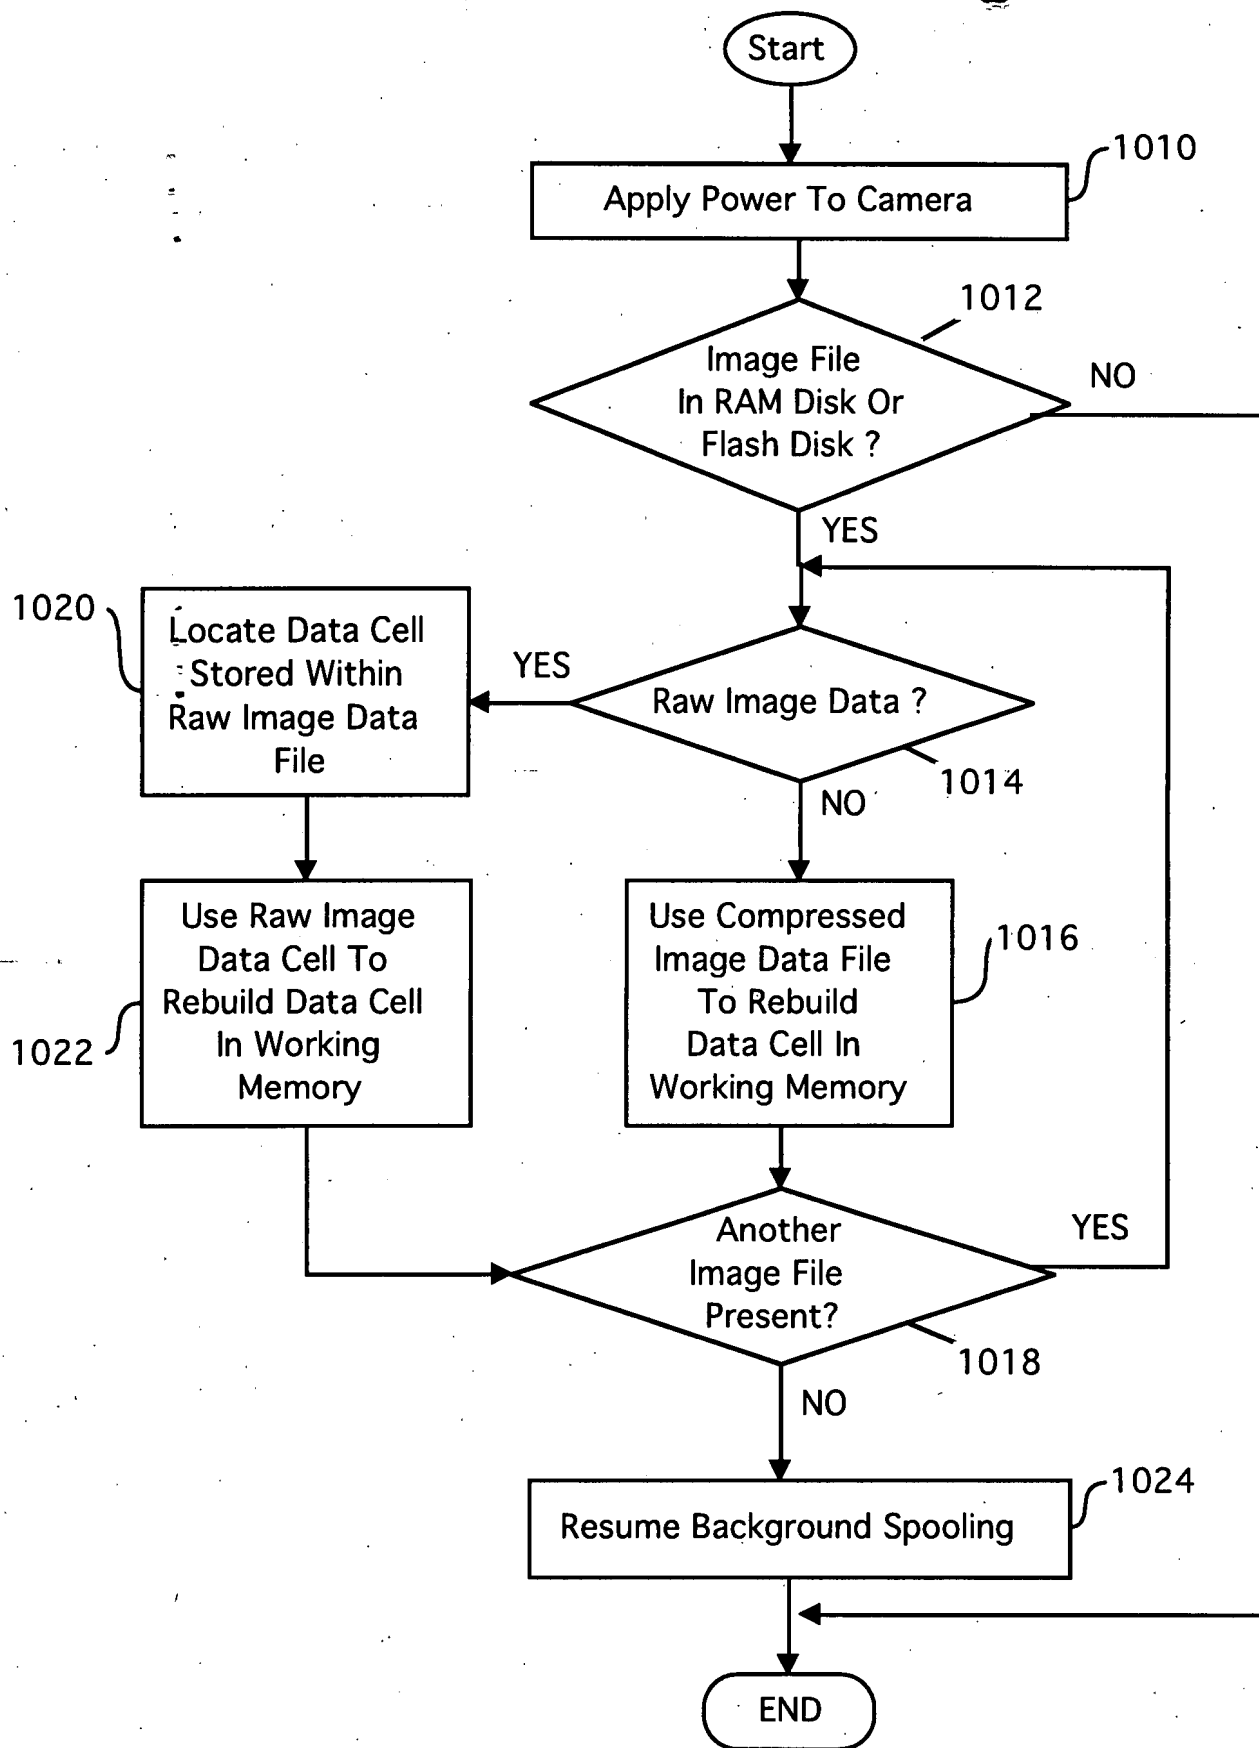 Start
Apply Power To Camera
1010
1012
Image File
In RAM Disk Or
Flash Disk ?
NO
YES
1020
Locate Data Cell
Stored Within
Raw Image Data
File
YES
Raw Image Data ?
1014
NO
Use Raw Image
Data Cell To
Rebuild Data Cell
In Working
Memory
1022
Use Compressed
Image Data File
To Rebuild
Data Cell In
Working Memory
1016
Another
Image File
Present?
YES
1018
NO
Resume Background Spooling
1024
END